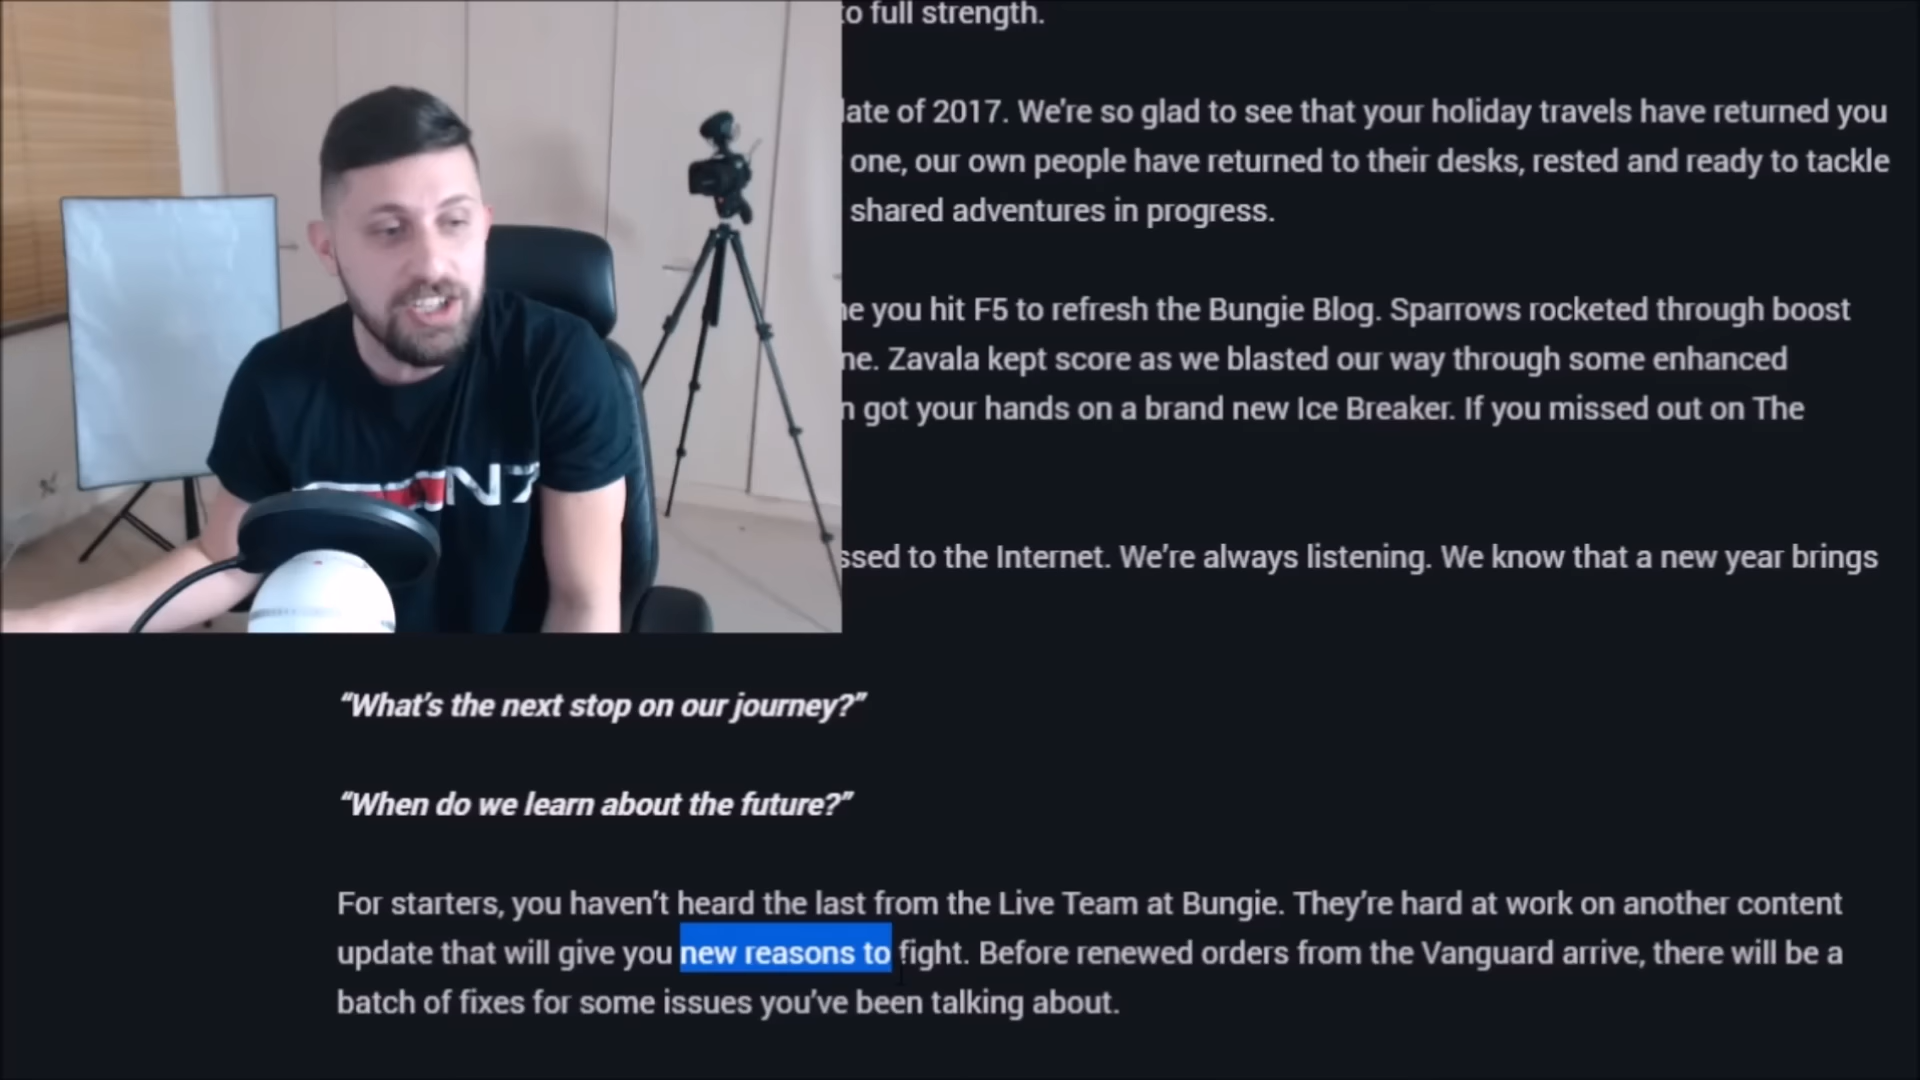 to full strength.
date of 2017. We're so glad to see that your holiday travels have returned you
one, our own people have returned to their desks, rested and ready to tackle
shared adventures in progress.
you hit F5 to refresh the Bungie Blog. Sparrows rocketed through boost
Zavala kept score as we blasted our way through some enhanced
got your hands on a brand new Ice Breaker. If you missed out on The
N7
to the Internet. We're always listening. We know that a new year brings
“What's the next stop on our journey?”
“When do we learn about the future?”
For starters, you haven't heard the last from the Live Team at Bungie. They're hard at work on another content
update that will give you new reasons to fight. Before renewed orders from the Vanguard arrive, there will be a
batch of fixes for some issues you've been talking about.